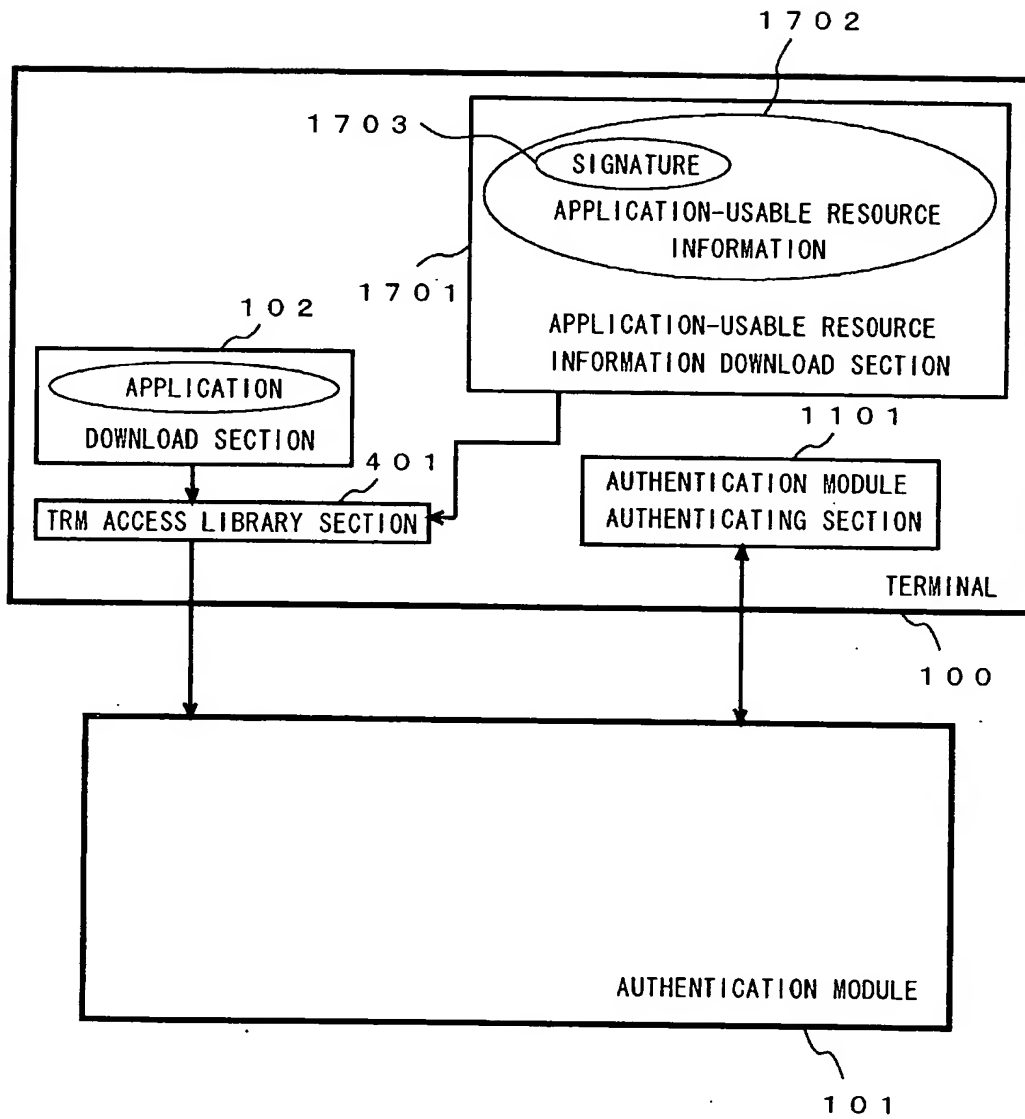 1702
1703
SIGNATURE
APPLICATION-USABLE RESOURCE
INFORMATION
1701
102
APPLICATION-USABLE RESOURCE
INFORMATION DOWNLOAD SECTION
APPLICATION
DOWNLOAD SECTION
1101
401
AUTHENTICATION MODULE
AUTHENTICATING SECTION
TRM ACCESS LIBRARY SECTION
TERMINAL
100
AUTHENTICATION MODULE
101